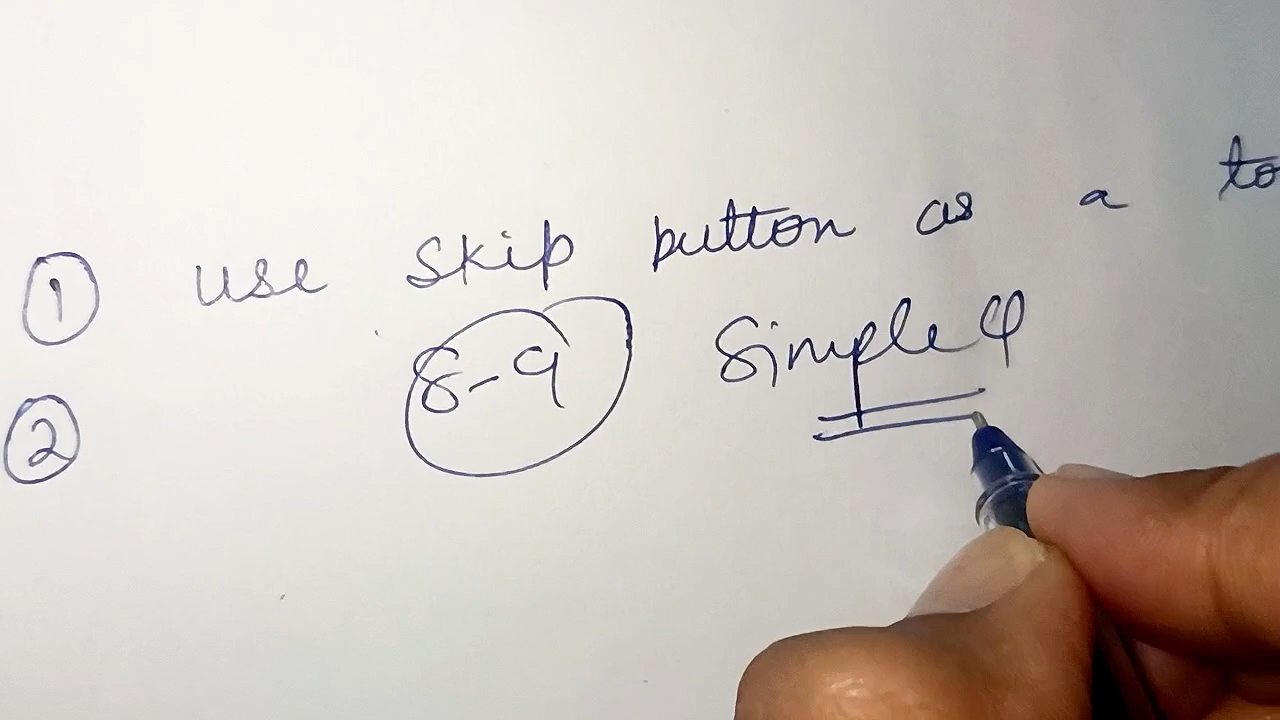 ① use skip button as a to
8-9 Simple φ
②